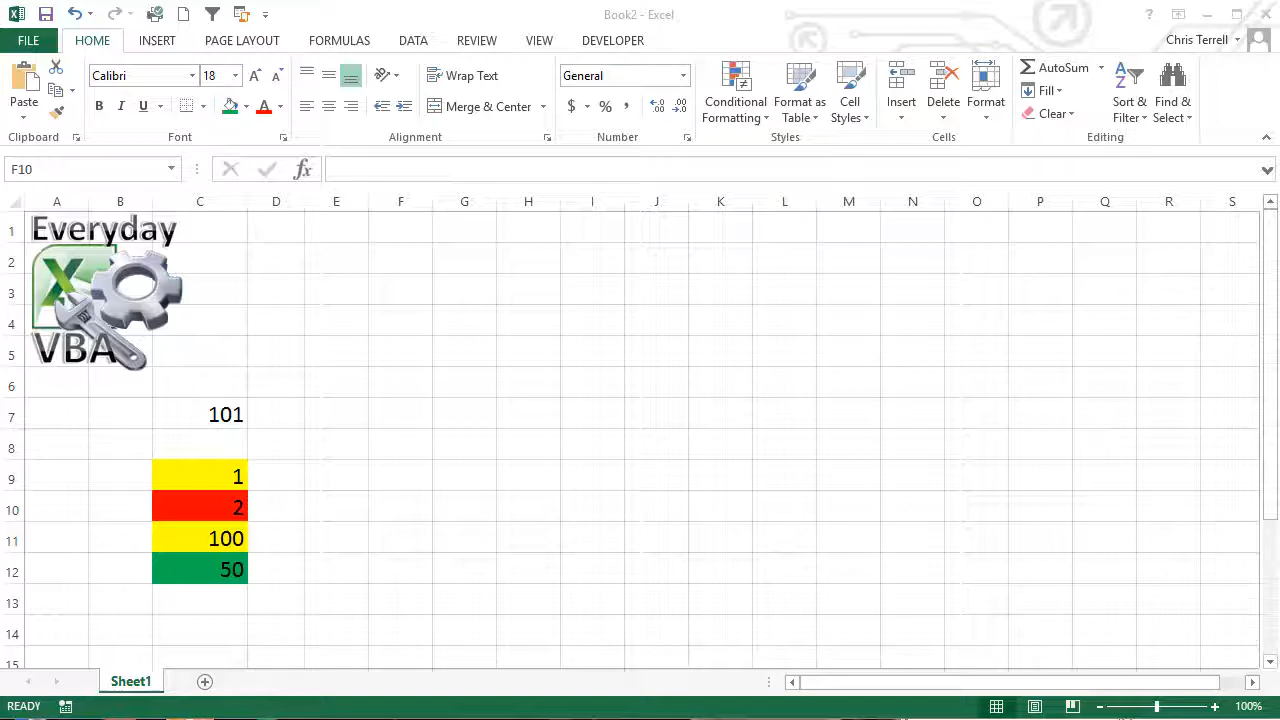 Book2 - Excel
FILE HOME INSERT PAGE LAYOUT FORMULAS DATA REVIEW VIEW DEVELOPER Chris Terrell
Calibri 18 Wrap Text General AutoSum
Paste Merge & Center $ % , Conditional Formatting Format as Table Cell Styles Insert Delete Format Fill Clear Sort & Filter Find & Select
Clipboard Font Alignment Number Styles Cells Editing
F10 fx
A B C D E F G H I J K L M N O P Q R S
Everyday
1
2
3
4
VBA
5
6
7 101
8
9 1
10 2
11 100
12 50
13
14
15
Sheet1
READY 100%